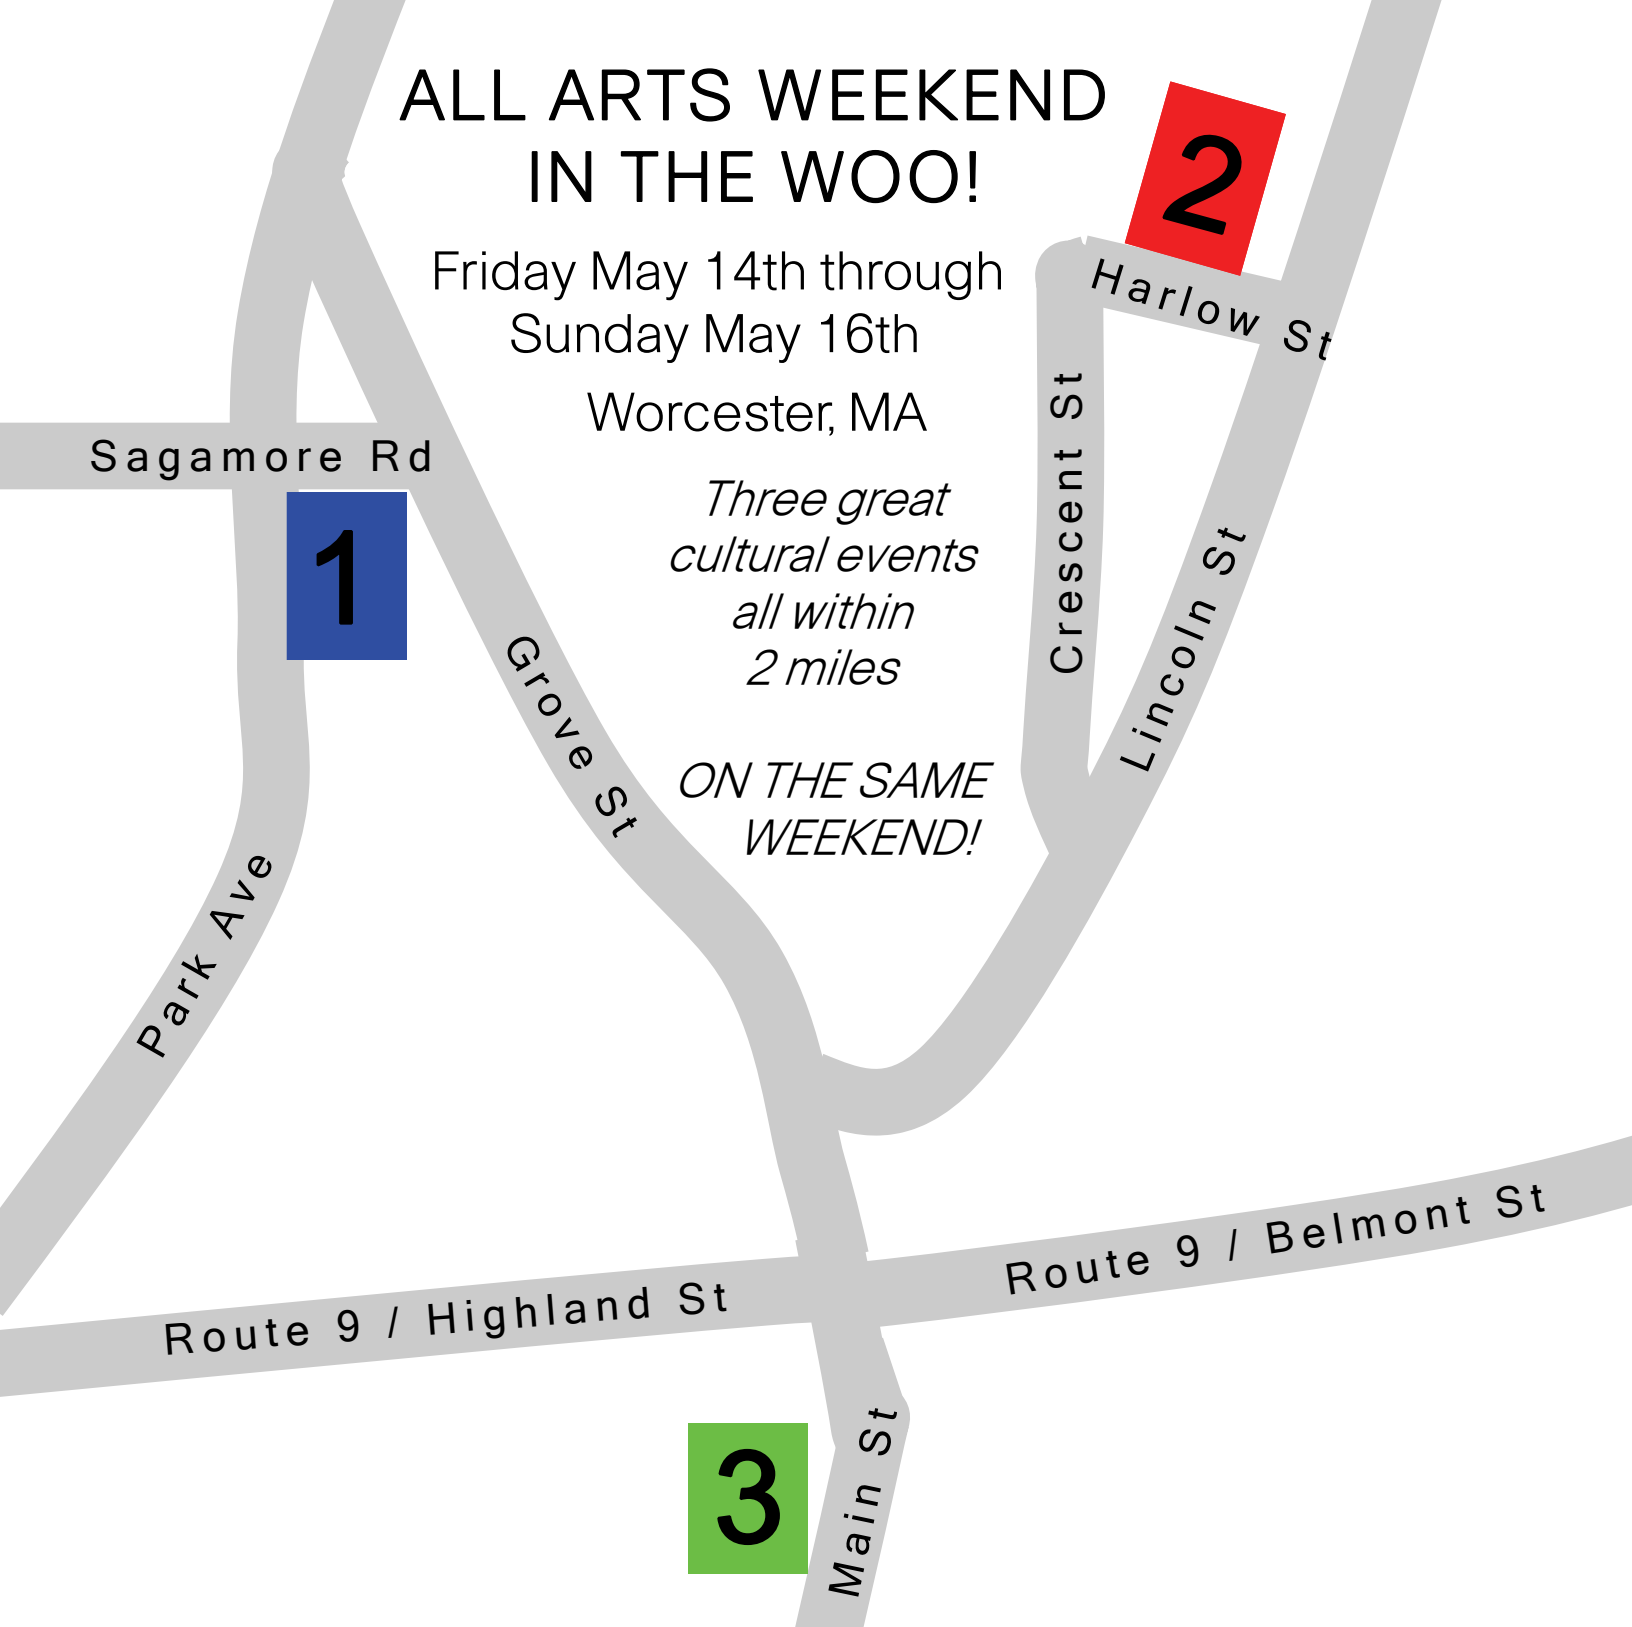 ALL ARTS WEEKEND
IN THE WOO!
Friday May 14th through
Sunday May 16th
Worcester, MA
Three great
cultural events
all within
2 miles
ON THE SAME
WEEKEND!
2
Harlow St
Crescent St
Lincoln St
Sagamore Rd
1
Grove St
Park Ave
Route 9 / Highland St
Route 9 / Belmont St
3
Main St